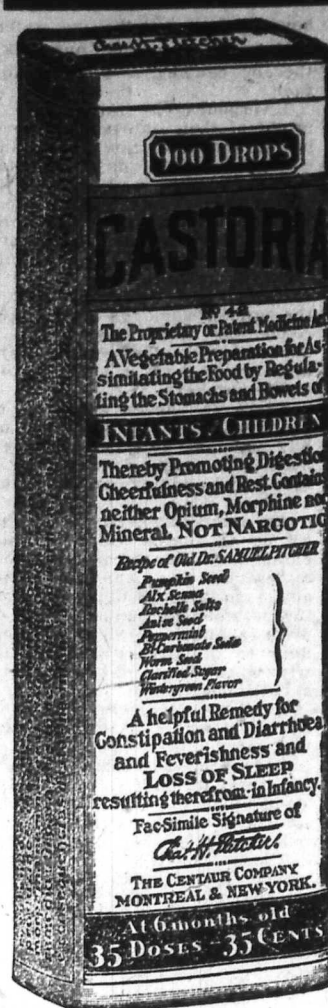 Chas. H. Fletcher
900 DROPS
CASTORIA
The Proprietary or Patent Medicine Act
A Vegetable Preparation for As
similating the Food by Regula-
ting the Stomachs and Bowels of
INFANTS CHILDREN
Thereby Promoting Digestion
Cheerfulness and Rest. Contains
neither Opium, Morphine nor
Mineral. NOT NARCOTIC
Recipe of Old Dr. SAMUEL PITCHER
Pumpkin Seed
Alx Senna
Rochelle Salts
Anise Seed
Peppermint
Bi-Carbonate Soda
Worm Seed
Clarified Sugar
Wintergreen Flavor
A helpful Remedy for
Constipation and Diarrhoea
and Feverishness and
LOSS OF SLEEP
resulting therefrom-in Infancy.
Fac-Simile Signature of
Chas. H. Fletcher.
THE CENTAUR COMPANY
MONTREAL & NEW YORK.
At 6 months old
35 DOSES - 35 CENTS